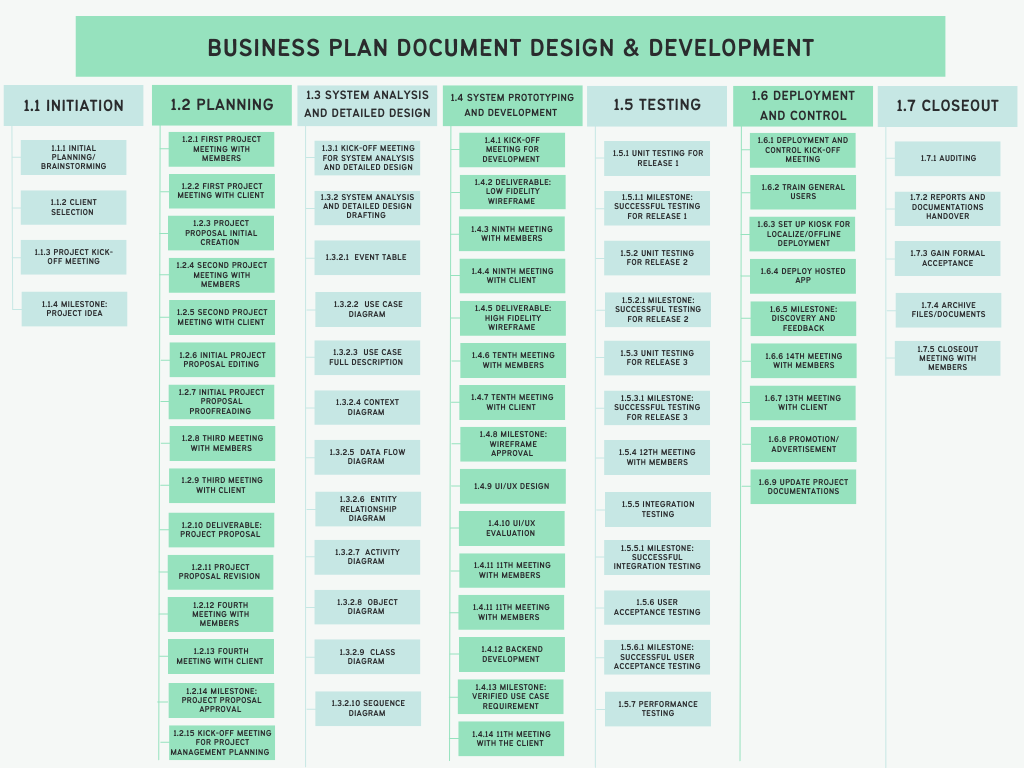 BUSINESS PLAN DOCUMENT DESIGN & DEVELOPMENT
1.1 INITIATION
1.1.1 INITIAL
PLANNING/
BRAINSTORMING
1.1.2 CLIENT
SELECTION
1.1.3 PROJECT KICK-
OFF MEETING
1.1.4 MILESTONE:
PROJECT IDEA
1.2 PLANNING
1.2.1 FIRST PROJECT
MEETING WITH
MEMBERS
1.2.2 FIRST PROJECT
MEETING WITH CLIENT
1.2.3 PROJECT
PROPOSAL INITIAL
CREATION
1.2.4 SECOND PROJECT
MEETING WITH
MEMBERS
1.2.5 SECOND PROJECT
MEETING WITH CLIENT
1.2.6 INITIAL PROJECT
PROPOSAL EDITING
1.2.7 INITIAL PROJECT
PROPOSAL
PROOFREADING
1.2.8 THIRD MEETING
WITH MEMBERS
1.2.9 THIRD MEETING
WITH CLIENT
1.2.10 DELIVERABLE:
PROJECT PROPOSAL
1.2.11 PROJECT
PROPOSAL REVISION
1.2.12 FOURTH
MEETING WITH
MEMBERS
1.2.13 FOURTH
MEETING WITH CLIENT
1.2.14 MILESTONE:
PROJECT PROPOSAL
APPROVAL
1.2.15 KICK-OFF MEETING
FOR PROJECT
MANAGEMENT PLANNING
1.3 SYSTEM ANALYSIS
AND DETAILED DESIGN
1.3.1 KICK-OFF MEETING
FOR SYSTEM ANALYSIS
AND DETAILED DESIGN
1.3.2 SYSTEM ANALYSIS
AND DETAILED DESIGN
DRAFTING
1.3.2.1 EVENT TABLE
1.3.2.2 USE CASE
DIAGRAM
1.3.2.3 USE CASE
FULL DESCRIPTION
1.3.2.4 CONTEXT
DIAGRAM
1.3.2.5 DATA FLOW
DIAGRAM
1.3.2.6 ENTITY
RELATIONSHIP
DIAGRAM
1.3.2.7 ACTIVITY
DIAGRAM
1.3.2.8 OBJECT
DIAGRAM
1.3.2.9 CLASS
DIAGRAM
1.3.2.10 SEQUENCE
DIAGRAM
1.4 SYSTEM PROTOTYPING
AND DEVELOPMENT
1.4.1 KICK-OFF
MEETING FOR
DEVELOPMENT
1.4.2 DELIVERABLE:
LOW FIDELITY
WIREFRAME
1.4.3 NINTH MEETING
WITH MEMBERS
1.4.4 NINTH MEETING
WITH CLIENT
1.4.5 DELIVERABLE:
HIGH FIDELITY
WIREFRAME
1.4.6 TENTH MEETING
WITH MEMBERS
1.4.7 TENTH MEETING
WITH CLIENT
1.4.8 MILESTONE:
WIREFRAME
APPROVAL
1.4.9 UI/UX DESIGN
1.4.10 UI/UX
EVALUATION
1.4.11 11TH MEETING
WITH MEMBERS
1.4.11 11TH MEETING
WITH MEMBERS
1.4.12 BACKEND
DEVELOPMENT
1.4.13 MILESTONE:
VERIFIED USE CASE
REQUIREMENT
1.4.14 11TH MEETING
WITH THE CLIENT
1.5 TESTING
1.5.1 UNIT TESTING FOR
RELEASE 1
1.5.1.1 MILESTONE:
SUCCESSFUL TESTING
FOR RELEASE 1
1.5.2 UNIT TESTING
FOR RELEASE 2
1.5.2.1 MILESTONE:
SUCCESSFUL TESTING
FOR RELEASE 2
1.5.3 UNIT TESTING
FOR RELEASE 3
1.5.3.1 MILESTONE:
SUCCESSFUL TESTING
FOR RELEASE 3
1.5.4 12TH MEETING
WITH MEMBERS
1.5.5 INTEGRATION
TESTING
1.5.5.1 MILESTONE:
SUCCESSFUL
INTEGRATION TESTING
1.5.6 USER
ACCEPTANCE TESTING
1.5.6.1 MILESTONE:
SUCCESSFUL USER
ACCEPTANCE TESTING
1.5.7 PERFORMANCE
TESTING
1.6 DEPLOYMENT
AND CONTROL
1.6.1 DEPLOYMENT AND
CONTROL KICK-OFF
MEETING
1.6.2 TRAIN GENERAL
USERS
1.6.3 SET UP KIOSK FOR
LOCALIZE/OFFLINE
DEPLOYMENT
1.6.4 DEPLOY HOSTED
APP
1.6.5 MILESTONE:
DISCOVERY AND
FEEDBACK
1.6.6 14TH MEETING
WITH MEMBERS
1.6.7 13TH MEETING
WITH CLIENT
1.6.8 PROMOTION/
ADVERTISEMENT
1.6.9 UPDATE PROJECT
DOCUMENTATIONS
1.7 CLOSEOUT
1.7.1 AUDITING
1.7.2 REPORTS AND
DOCUMENTATIONS
HANDOVER
1.7.3 GAIN FORMAL
ACCEPTANCE
1.7.4 ARCHIVE
FILES/DOCUMENTS
1.7.5 CLOSEOUT
MEETING WITH
MEMBERS